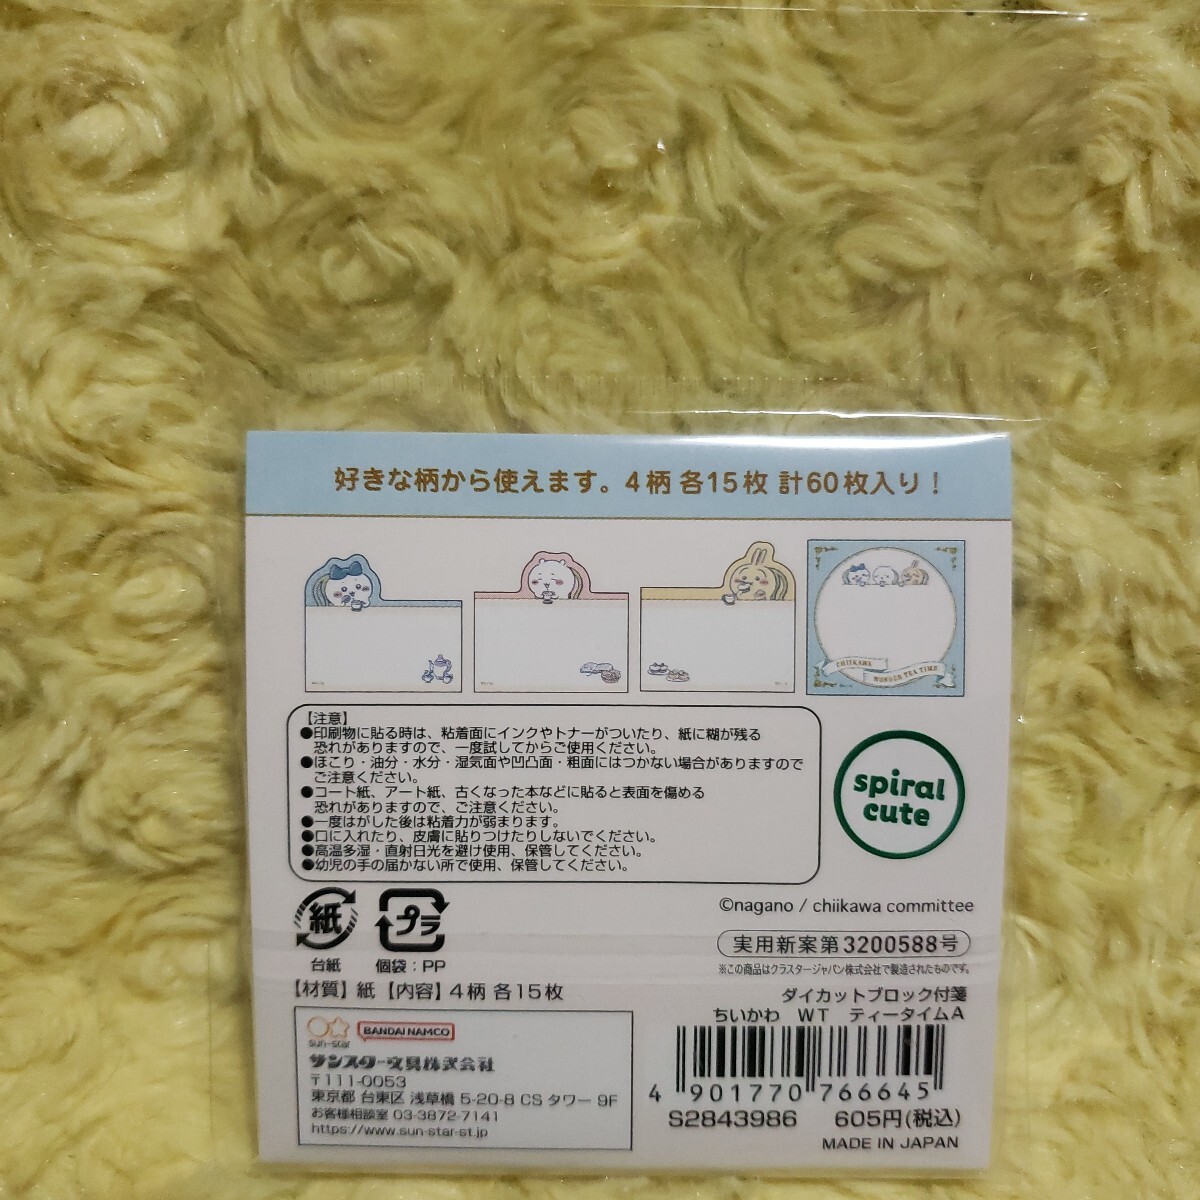 好きな柄から使えます。4柄 各15枚 計60枚入り！
CHIIKAWA
WONDER TEA TIME
【注意】
●印刷物に貼る時は、粘着面にインクやトナーがついたり、紙に糊が残る
恐れがありますので、一度試してからご使用ください。
●ほこり・油分・水分・湿気面や凹凸面・粗面にはつかない場合がありますので
ご注意ください。
●コート紙、アート紙、古くなった本などに貼ると表面を傷める
恐れがありますので、ご注意ください。
●一度はがした後は粘着力が弱まります。
●口に入れたり、皮膚に貼りつけたりしないでください。
●高温多湿・直射日光を避け使用、保管してください。
●幼児の手の届かない所で使用、保管してください。
spiral
cute
紙
台紙
プラ
個袋：PP
©nagano / chiikawa committee
実用新案第3200588号
※この商品はクラスタージャパン株式会社で製造されたものです。
【材質】紙【内容】4柄 各15枚
ダイカットブロック付箋
ちいかわ　WT　ティータイムA
sun-star
BANDAI NAMCO
サンスター文具株式会社
〒111-0053
東京都 台東区 浅草橋 5-20-8 CS タワー 9F
お客様相談室 03-3872-7141
https://www.sun-star-st.jp
4 901770 766645
S2843986 605円(税込)
MADE IN JAPAN